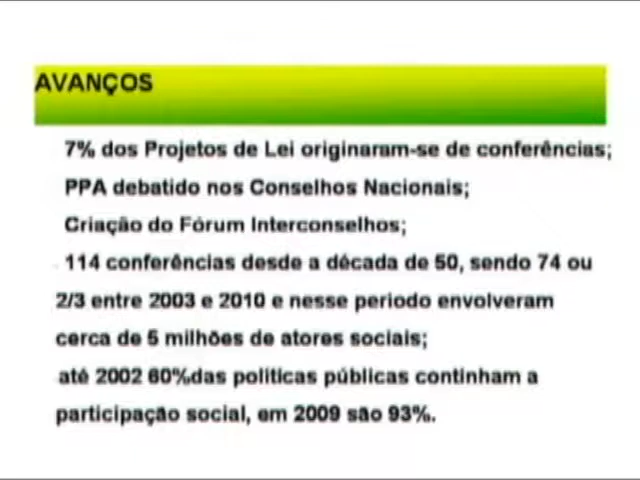 AVANÇOS
7% dos Projetos de Lei originaram-se de conferências;
PPA debatido nos Conselhos Nacionais;
Criação do Fórum Interconselhos;
114 conferências desde a década de 50, sendo 74 ou
2/3 entre 2003 e 2010 e nesse periodo envolveram
cerca de 5 milhões de atores sociais;
até 2002 60%das politicas públicas continham a
participação social, em 2009 são 93%.